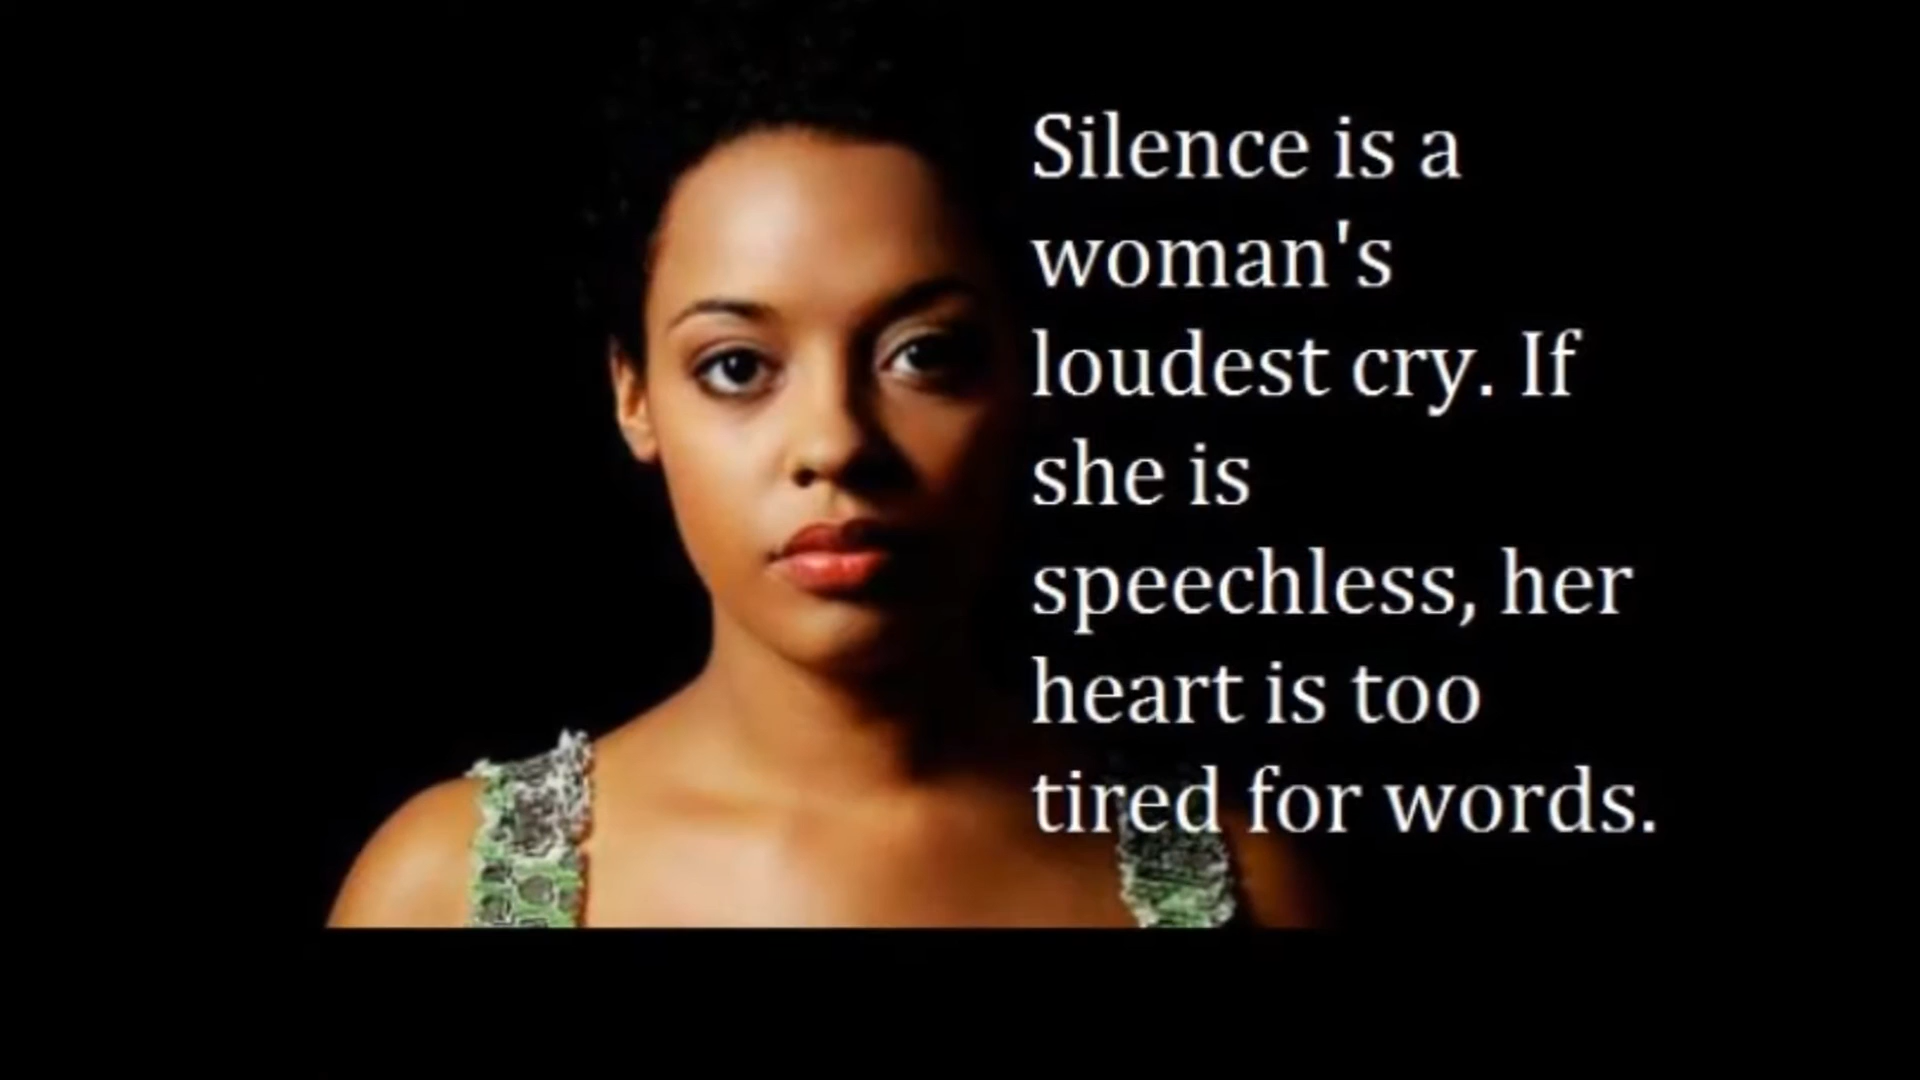 Silence is a
woman's
loudest cry. If
she is
speechless, her
heart is too
tired for words.